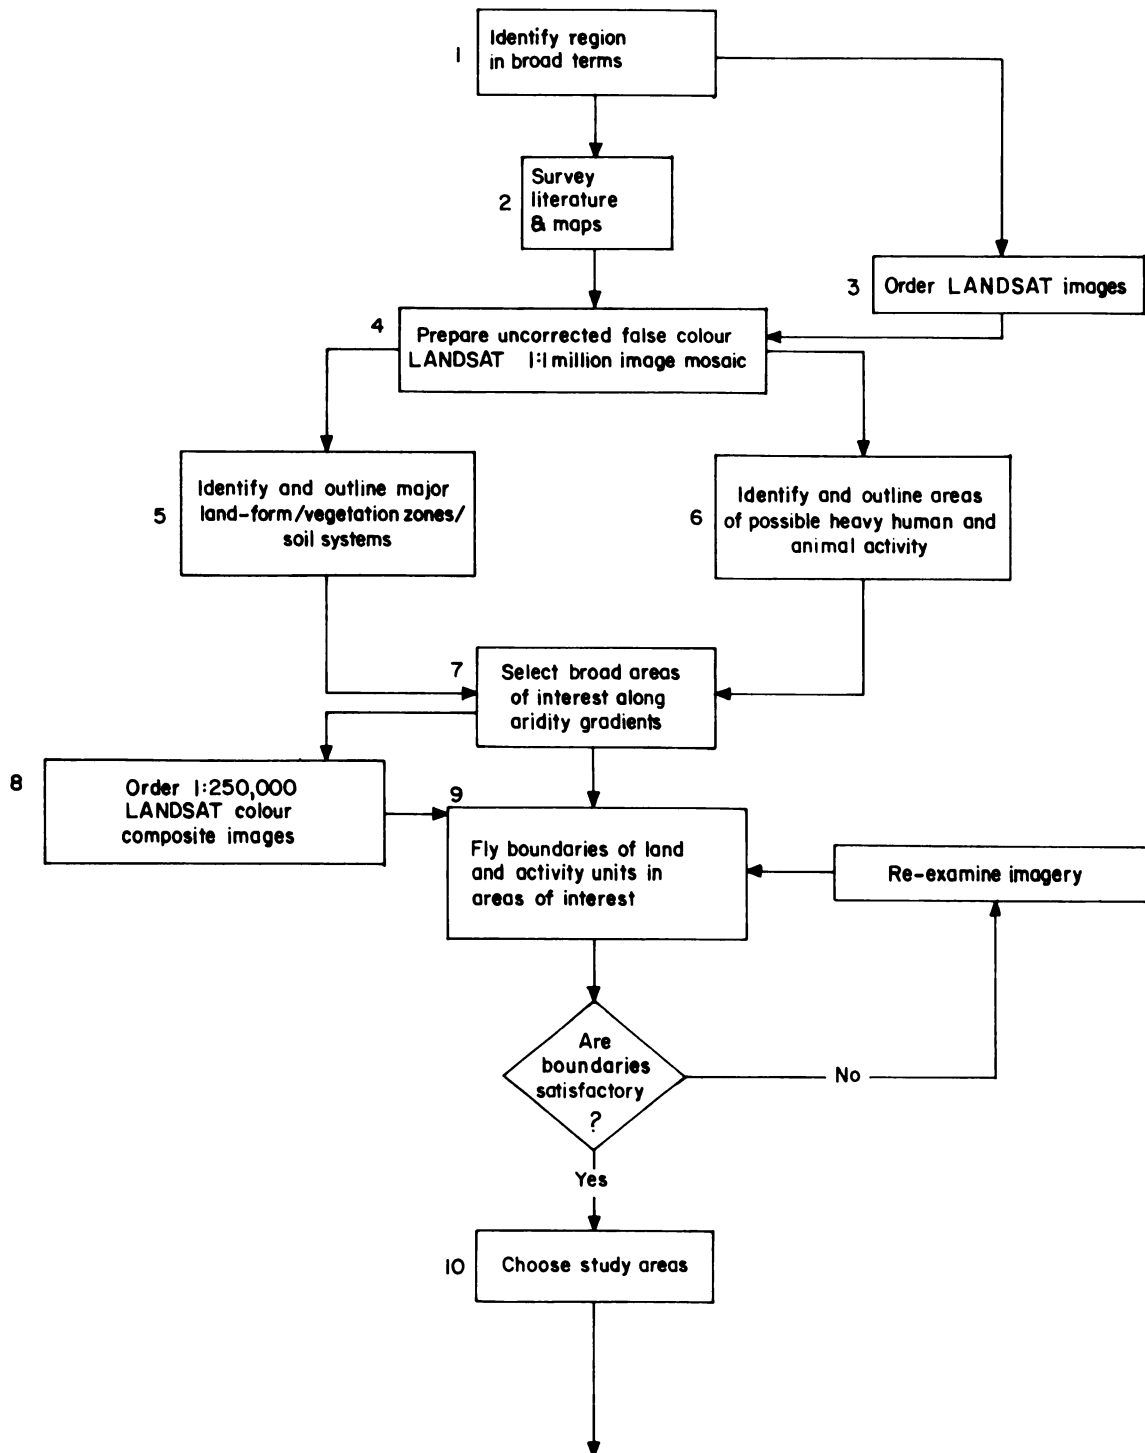 1
Identify region
in broad terms
2
Survey
literature
& maps
3
Order LANDSAT images
4
Prepare uncorrected false colour
LANDSAT 1:1 million image mosaic
5
Identify and outline major
land-form/vegetation zones/
soil systems
6
Identify and outline areas
of possible heavy human and
animal activity
7
Select broad areas
of interest along
aridity gradients
8
Order 1:250,000
LANDSAT colour
composite images
9
Fly boundaries of land
and activity units in
areas of interest
Re-examine imagery
Are
boundaries
satisfactory
?
No
Yes
10
Choose study areas